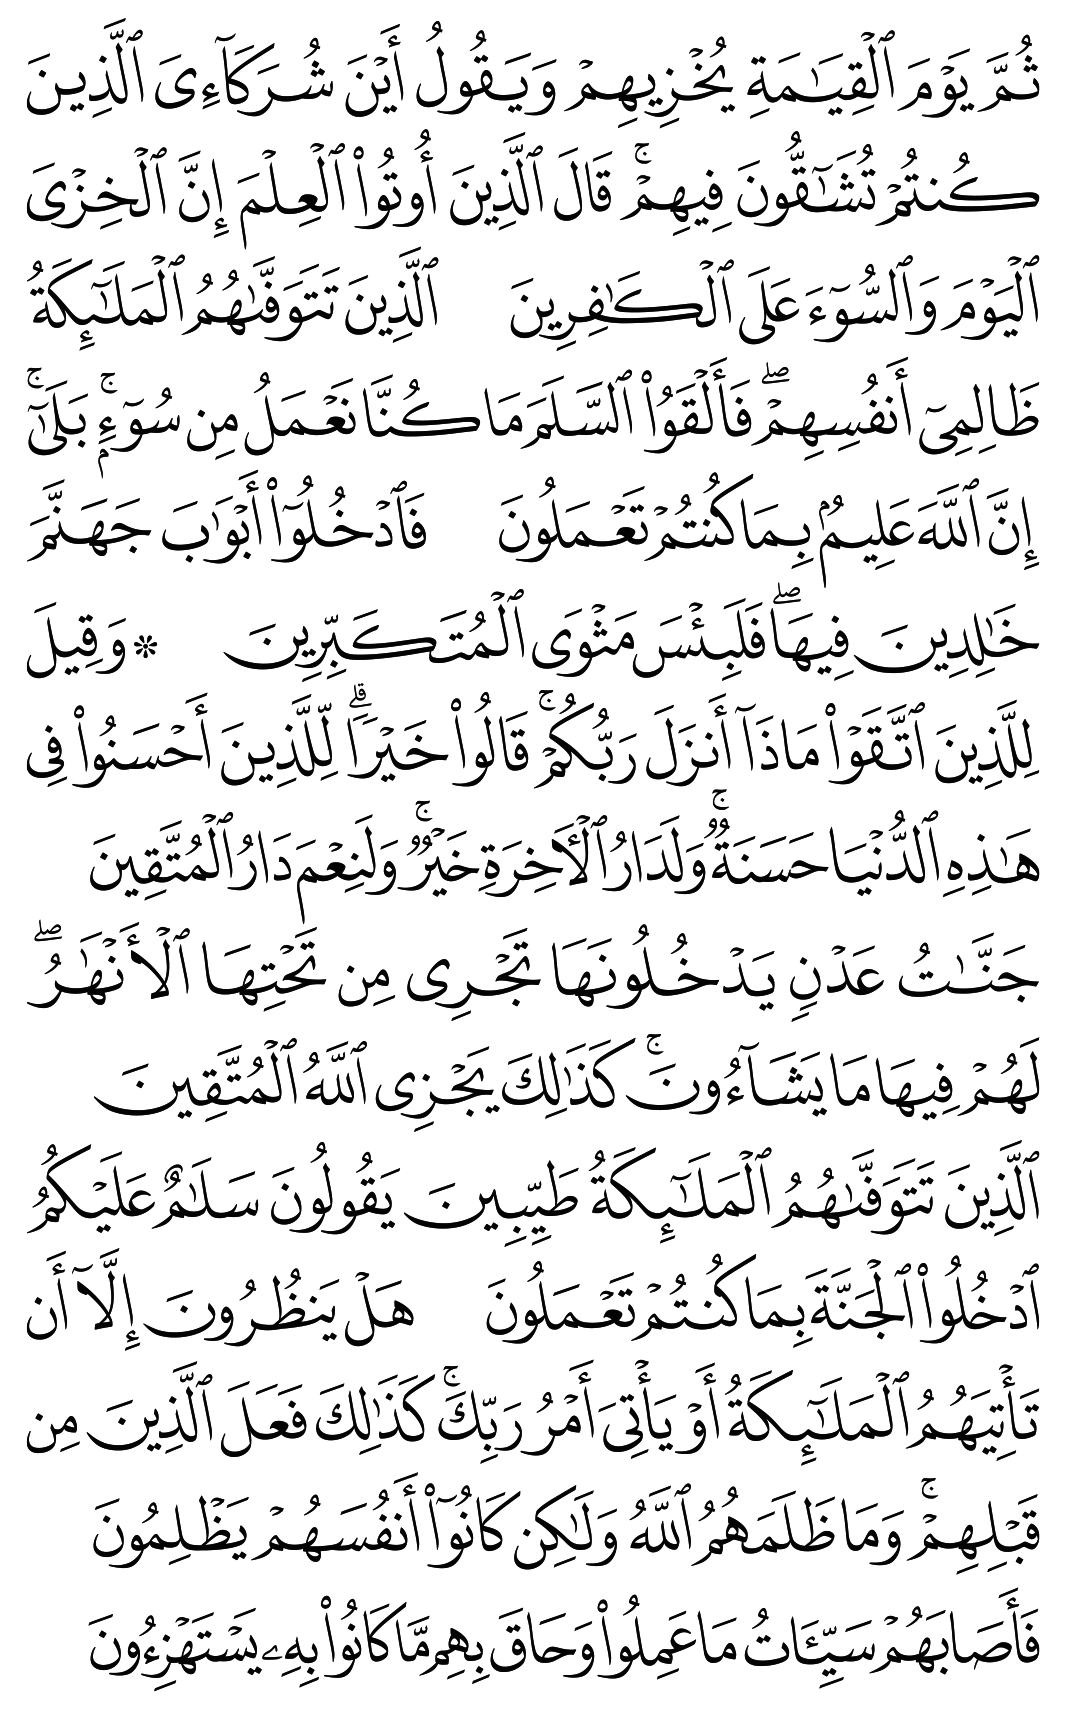 ثُمَّ يَوْمَ ٱلْقِيَٰمَةِ يُخْزِيهِمْ وَيَقُولُ أَيْنَ شُرَكَآءِىَ ٱلَّذِينَ
كُنتُمْ تُشَٰٓقُّونَ فِيهِمْ ۚ قَالَ ٱلَّذِينَ أُوتُوا۟ ٱلْعِلْمَ إِنَّ ٱلْخِزْىَ
ٱلْيَوْمَ وَٱلسُّوٓءَ عَلَى ٱلْكَٰفِرِينَ ٱلَّذِينَ تَتَوَفَّىٰهُمُ ٱلْمَلَٰٓئِكَةُ
ظَالِمِىٓ أَنفُسِهِمْ ۖ فَأَلْقَوُا۟ ٱلسَّلَمَ مَا كُنَّا نَعْمَلُ مِن سُوٓءٍۭ ۚ بَلَىٰٓ ۚ
إِنَّ ٱللَّهَ عَلِيمٌۢ بِمَا كُنتُمْ تَعْمَلُونَ فَٱدْخُلُوٓا۟ أَبْوَٰبَ جَهَنَّمَ
خَٰلِدِينَ فِيهَا ۖ فَلَبِئْسَ مَثْوَى ٱلْمُتَكَبِّرِينَ * وَقِيلَ
لِلَّذِينَ ٱتَّقَوْا۟ مَاذَآ أَنزَلَ رَبُّكُمْ ۚ قَالُوا۟ خَيْرًا ۗ لِّلَّذِينَ أَحْسَنُوا۟ فِى
هَٰذِهِ ٱلدُّنْيَا حَسَنَةٌ ۚ وَلَدَارُ ٱلْـَٔاخِرَةِ خَيْرٌ ۚ وَلَنِعْمَ دَارُ ٱلْمُتَّقِينَ
جَنَّٰتُ عَدْنٍ يَدْخُلُونَهَا تَجْرِى مِن تَحْتِهَا ٱلْأَنْهَٰرُ ۖ
لَهُمْ فِيهَا مَا يَشَآءُونَ ۚ كَذَٰلِكَ يَجْزِى ٱللَّهُ ٱلْمُتَّقِينَ
ٱلَّذِينَ تَتَوَفَّىٰهُمُ ٱلْمَلَٰٓئِكَةُ طَيِّبِينَ يَقُولُونَ سَلَٰمٌ عَلَيْكُمُ
ٱدْخُلُوا۟ ٱلْجَنَّةَ بِمَا كُنتُمْ تَعْمَلُونَ هَلْ يَنظُرُونَ إِلَّآ أَن
تَأْتِيَهُمُ ٱلْمَلَٰٓئِكَةُ أَوْ يَأْتِىَ أَمْرُ رَبِّكَ ۚ كَذَٰلِكَ فَعَلَ ٱلَّذِينَ مِن
قَبْلِهِمْ ۚ وَمَا ظَلَمَهُمُ ٱللَّهُ وَلَٰكِن كَانُوٓا۟ أَنفُسَهُمْ يَظْلِمُونَ
فَأَصَابَهُمْ سَيِّـَٔاتُ مَا عَمِلُوا۟ وَحَاقَ بِهِم مَّا كَانُوا۟ بِهِۦ يَسْتَهْزِءُونَ